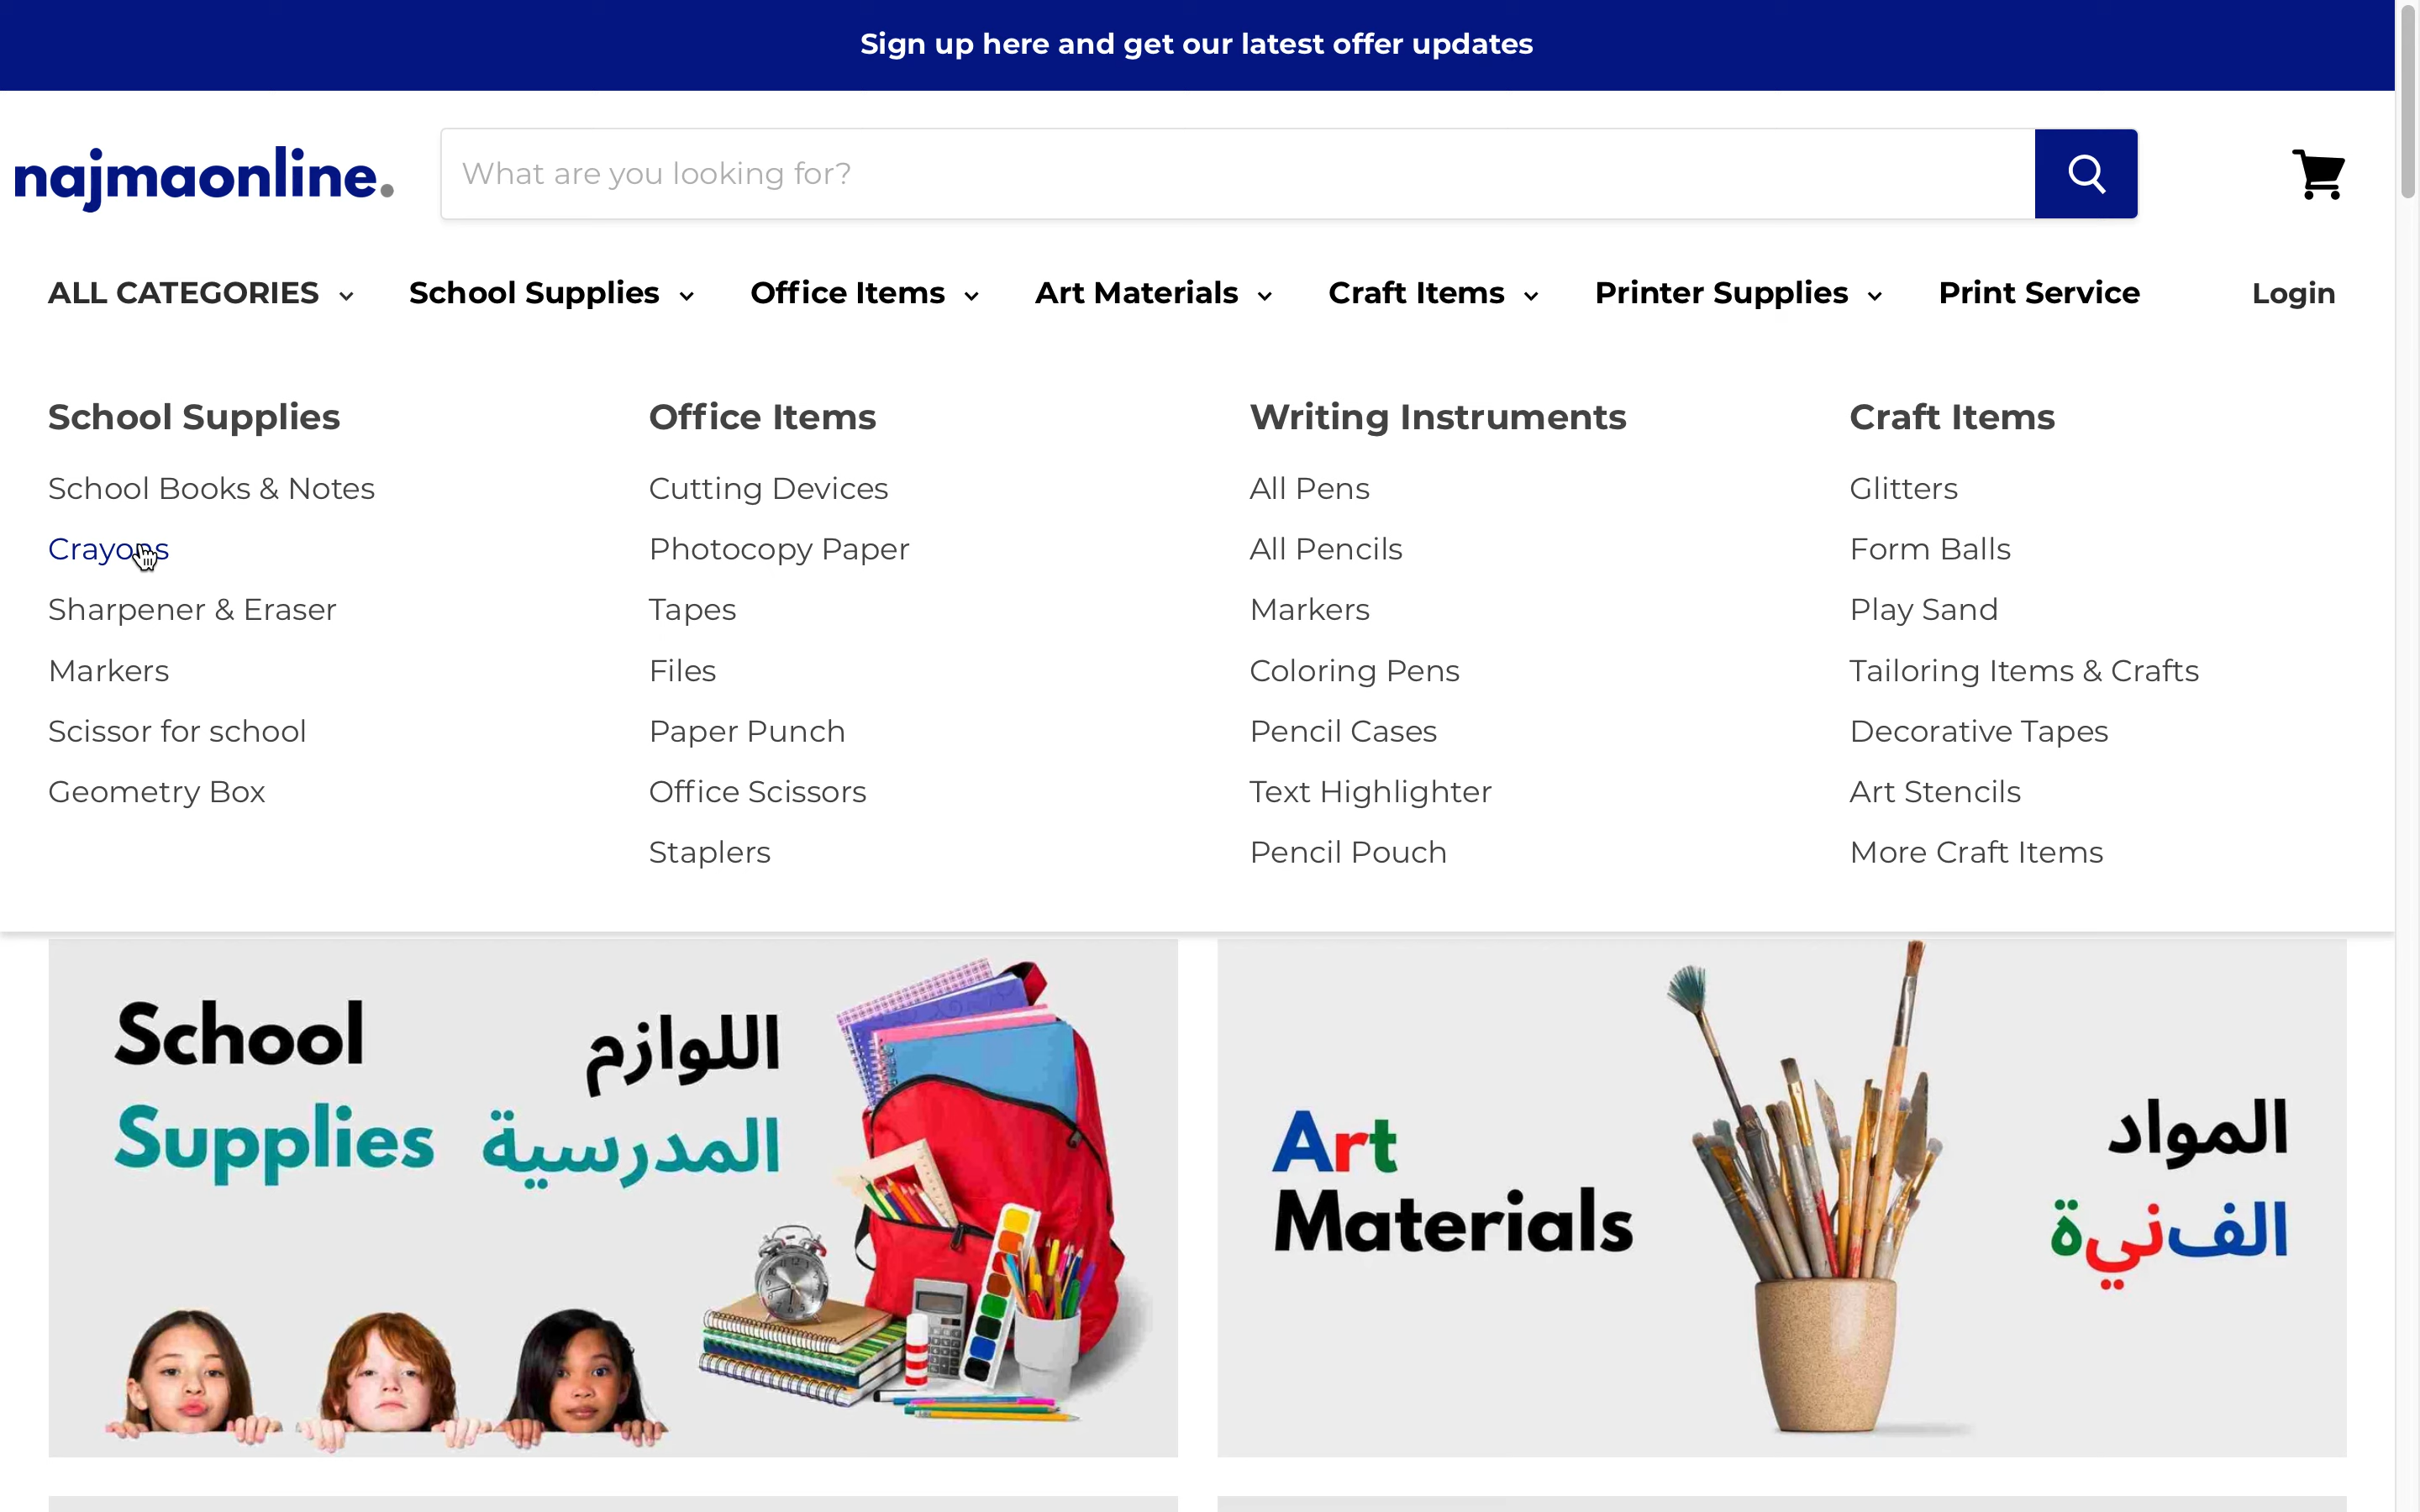 Sign up here and get our latest offer updates
najmaonline.
What are you looking for?
ALL CATEGORIES School Supplies Office Items Art Materials Craft Items Printer Supplies Print Service Login
School Supplies
School Books & Notes
Crayons
Sharpener & Eraser
Markers
Scissor for school
Geometry Box
Office Items
Cutting Devices
Photocopy Paper
Tapes
Files
Paper Punch
Office Scissors
Staplers
Writing Instruments
All Pens
All Pencils
Markers
Coloring Pens
Pencil Cases
Text Highlighter
Pencil Pouch
Craft Items
Glitters
Form Balls
Play Sand
Tailoring Items & Crafts
Decorative Tapes
Art Stencils
More Craft Items
School
Supplies
اللوازم
المدرسية
Art
Materials
المواد
الفنية